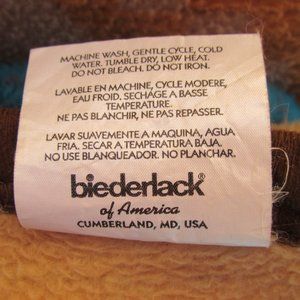 MACHINE WASH, GENTLE CYCLE, COLD
WATER. TUMBLE DRY, LOW HEAT.
DO NOT BLEACH. DO NOT IRON.
LAVABLE EN MACHINE, CYCLE MODERE,
EAU FROID. SECHAGE A BASSE
TEMPERATURE.
NE PAS BLANCHIR, NE PAS REPASSER.
LAVAR SUAVEMENTE A MAQUINA, AGUA
FRIA. SECAR A TEMPERATURA BAJA.
NO USE BLANQUEADOR. NO PLANCHAR.
biederlack®
of America
CUMBERLAND, MD, USA